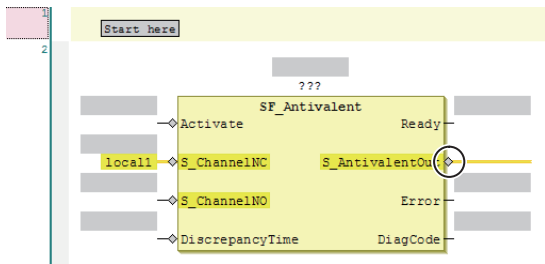 1
Start here
2
???
SF_Antivalent
Activate Ready
local1 S_ChannelNC S_AntivalentOut
S_ChannelNO Error
DiscrepancyTime DiagCode